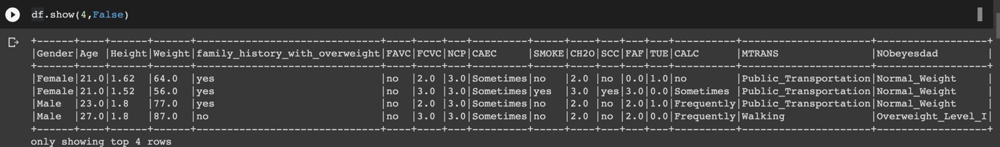 df.show(4,False)
+------+----+------+------+------------------------------+----+----+---+---------+-----+----+---+---+---+----------+---------------------+------------------+
|Gender|Age |Height|Weight|family_history_with_overweight|FAVC|FCVC|NCP|CAEC     |SMOKE|CH2O|SCC|FAF|TUE|CALC      |MTRANS               |NObeyesdad        |
+------+----+------+------+------------------------------+----+----+---+---------+-----+----+---+---+---+----------+---------------------+------------------+
|Female|21.0|1.62  |64.0  |yes                           |no  |2.0 |3.0|Sometimes|no   |2.0 |no |0.0|1.0|no        |Public_Transportation|Normal_Weight     |
|Female|21.0|1.52  |56.0  |yes                           |no  |3.0 |3.0|Sometimes|yes  |3.0 |yes|3.0|0.0|Sometimes |Public_Transportation|Normal_Weight     |
|Male  |23.0|1.8   |77.0  |yes                           |no  |2.0 |3.0|Sometimes|no   |2.0 |no |2.0|1.0|Frequently|Public_Transportation|Normal_Weight     |
|Male  |27.0|1.8   |87.0  |no                            |no  |3.0 |3.0|Sometimes|no   |2.0 |no |2.0|0.0|Frequently|Walking              |Overweight_Level_I|
+------+----+------+------+------------------------------+----+----+---+---------+-----+----+---+---+---+----------+---------------------+------------------+
only showing top 4 rows